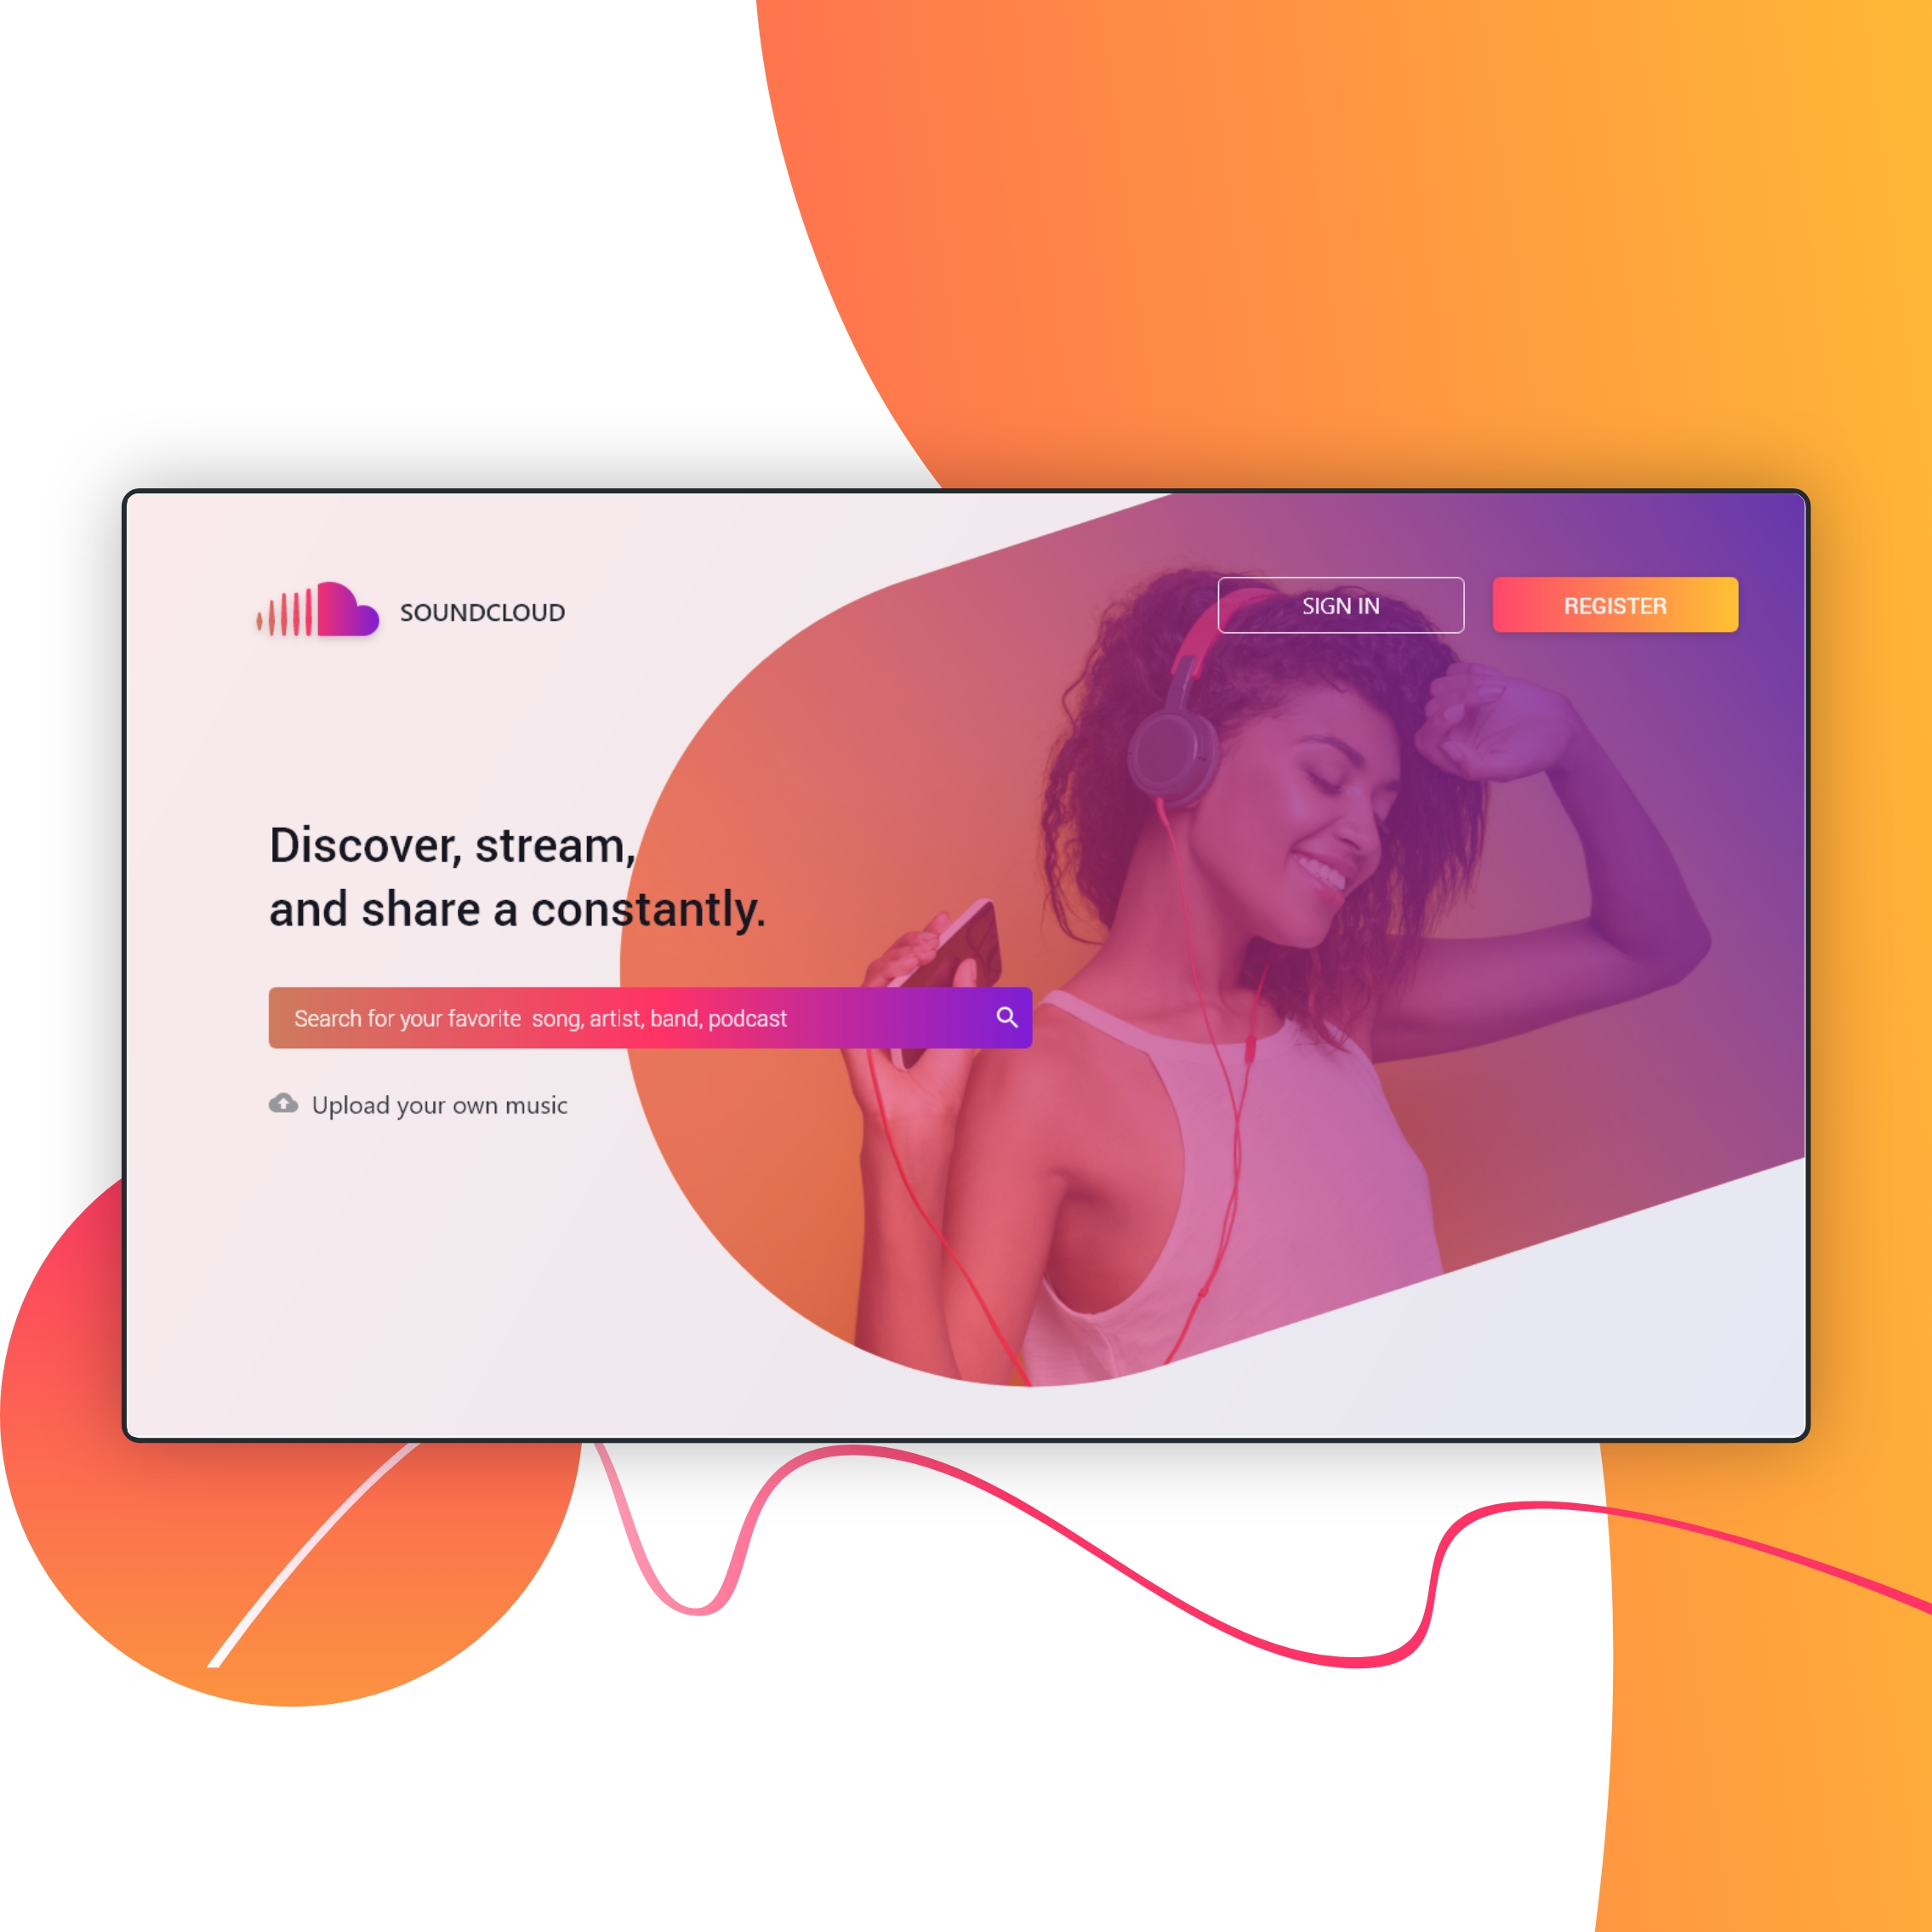 SOUNDCLOUD
SIGN IN
REGISTER
Discover, stream,
and share a constantly.
Search for your favorite  song, artist, band, podcast
Upload your own music